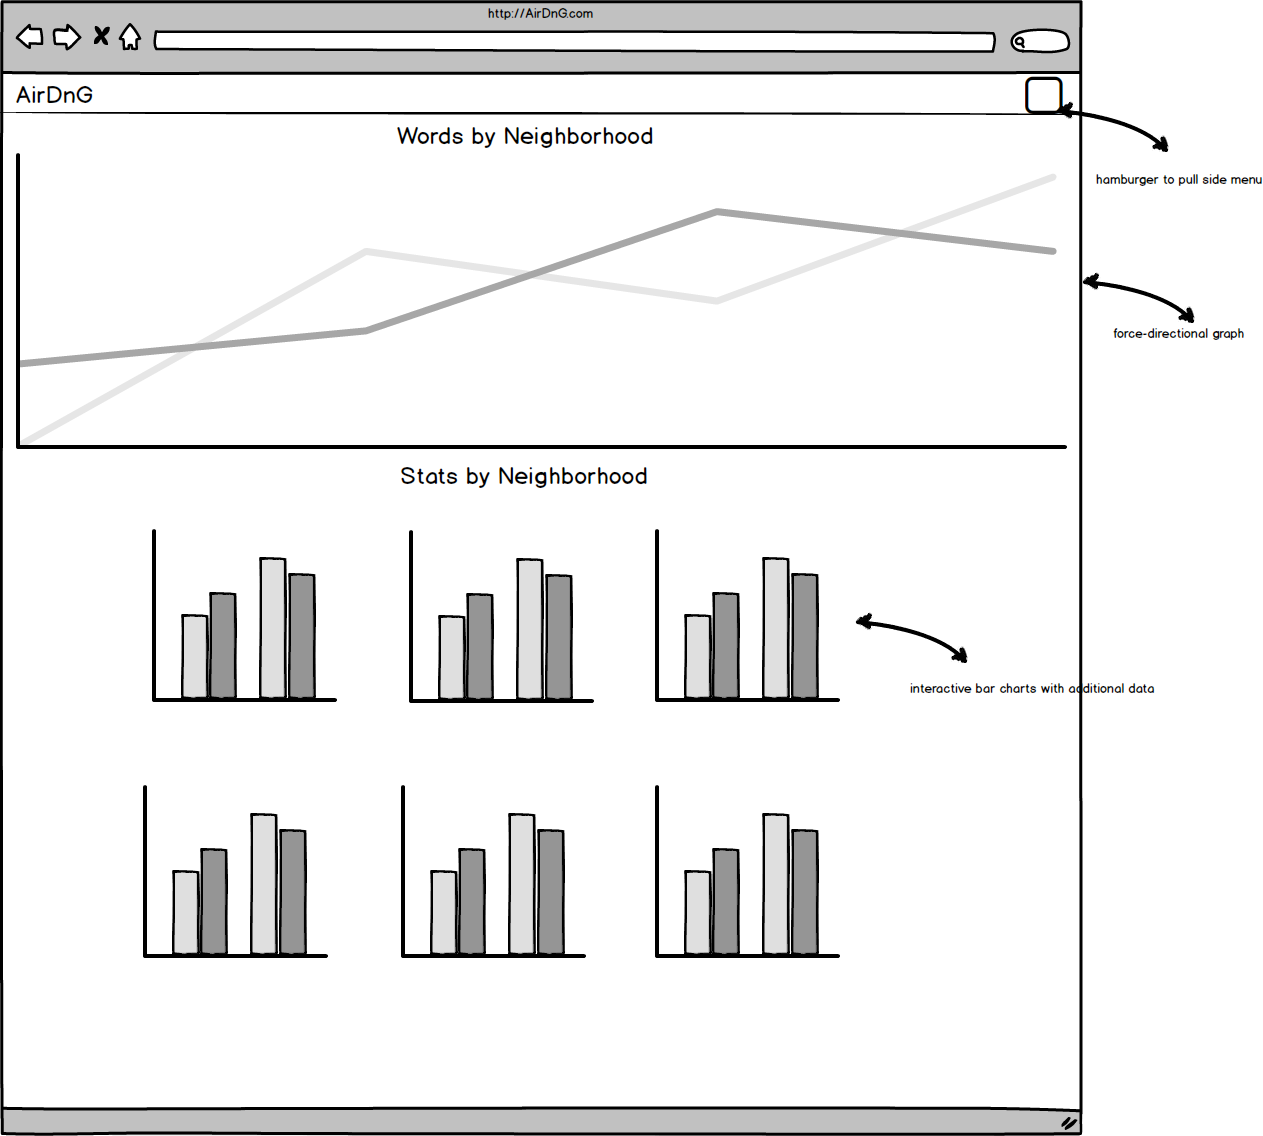 http://AirDnG.com
AirDnG
Words by Neighborhood
hamburger to pull side menu
force-directional graph
Stats by Neighborhood
interactive bar charts with additional data